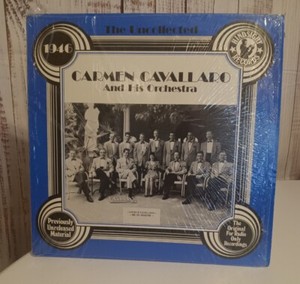 The Uncollected
1946
HINDSIGHT
RECORDS
CARMEN CAVALLARO
And His Orchestra
Previously
Unreleased
Material
The Original
For Radio
Only
Recordings